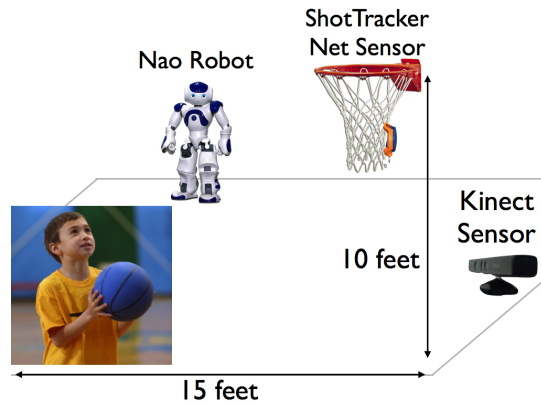 ShotTracker
Net Sensor
Nao Robot
Kinect
Sensor
10 feet
15 feet